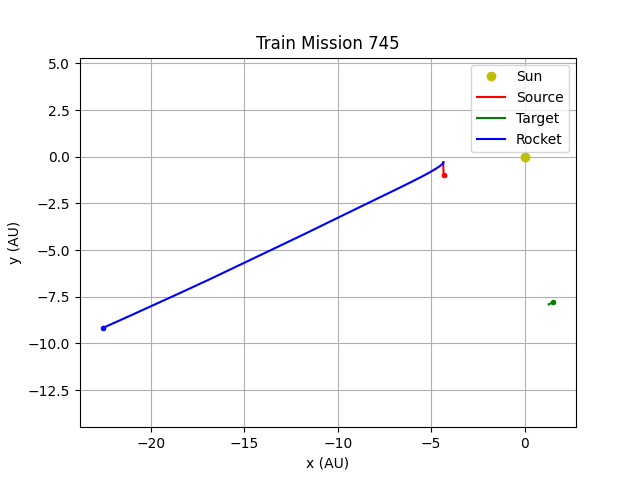 Train Mission 745
Sun
Source
Target
Rocket
5.0
2.5
0.0
−2.5
−5.0
−7.5
−10.0
−12.5
y (AU)
−20
−15
−10
−5
0
x (AU)